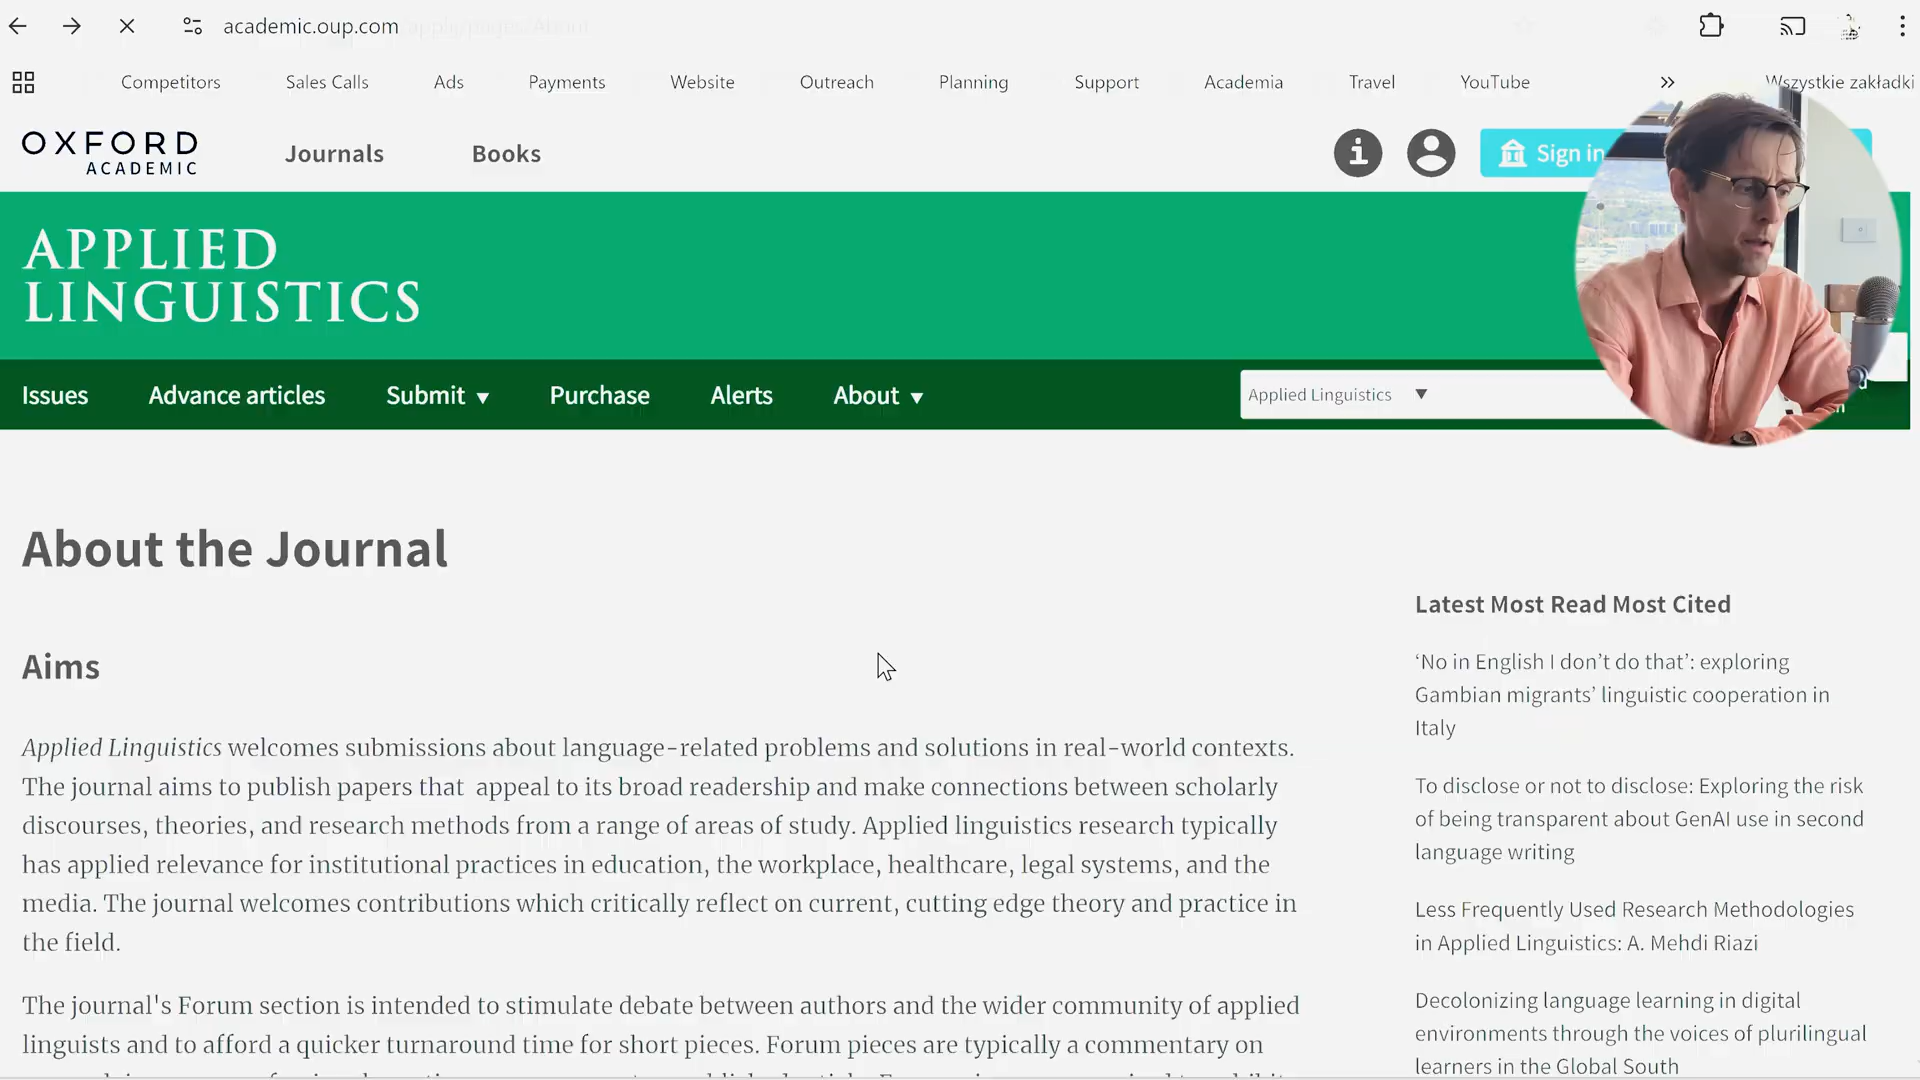 academic.oup.com/applij/pages/About
Competitors Sales Calls Ads Payments Website Outreach Planning Support Academia Travel YouTube » Wszystkie zakładki
OXFORD
ACADEMIC
Journals Books
Sign in
APPLIED
LINGUISTICS
Issues Advance articles Submit ▼ Purchase Alerts About ▼
Applied Linguistics ▼
About the Journal
Aims
Applied Linguistics welcomes submissions about language-related problems and solutions in real-world contexts.
The journal aims to publish papers that appeal to its broad readership and make connections between scholarly
discourses, theories, and research methods from a range of areas of study. Applied linguistics research typically
has applied relevance for institutional practices in education, the workplace, healthcare, legal systems, and the
media. The journal welcomes contributions which critically reflect on current, cutting edge theory and practice in
the field.
The journal's Forum section is intended to stimulate debate between authors and the wider community of applied
linguists and to afford a quicker turnaround time for short pieces. Forum pieces are typically a commentary on
Latest Most Read Most Cited
‘No in English I don’t do that’: exploring
Gambian migrants’ linguistic cooperation in
Italy
To disclose or not to disclose: Exploring the risk
of being transparent about GenAI use in second
language writing
Less Frequently Used Research Methodologies
in Applied Linguistics: A. Mehdi Riazi
Decolonizing language learning in digital
environments through the voices of plurilingual
learners in the Global South